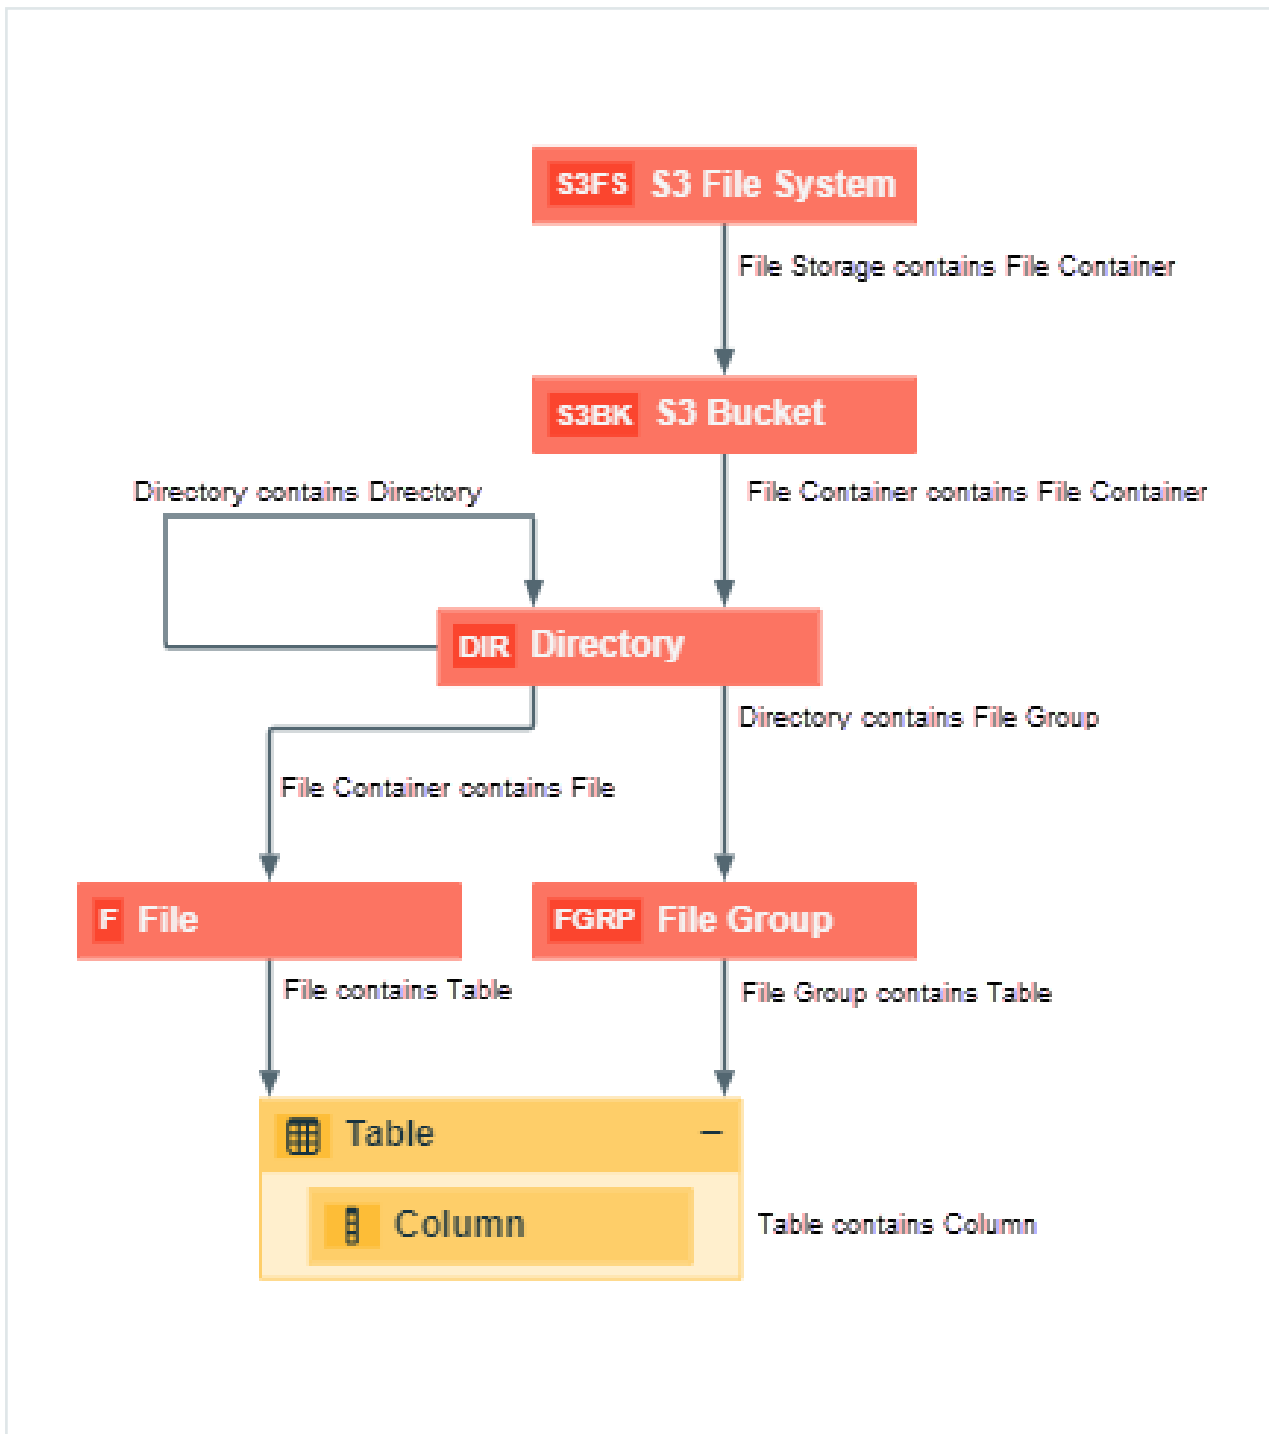 S3FS S3 File System
File Storage contains File Container
S3BK S3 Bucket
Directory contains Directory
File Container contains File Container
DIR Directory
Directory contains File Group
File Container contains File
F File
FGRP File Group
File contains Table
File Group contains Table
Table
Column
Table contains Column